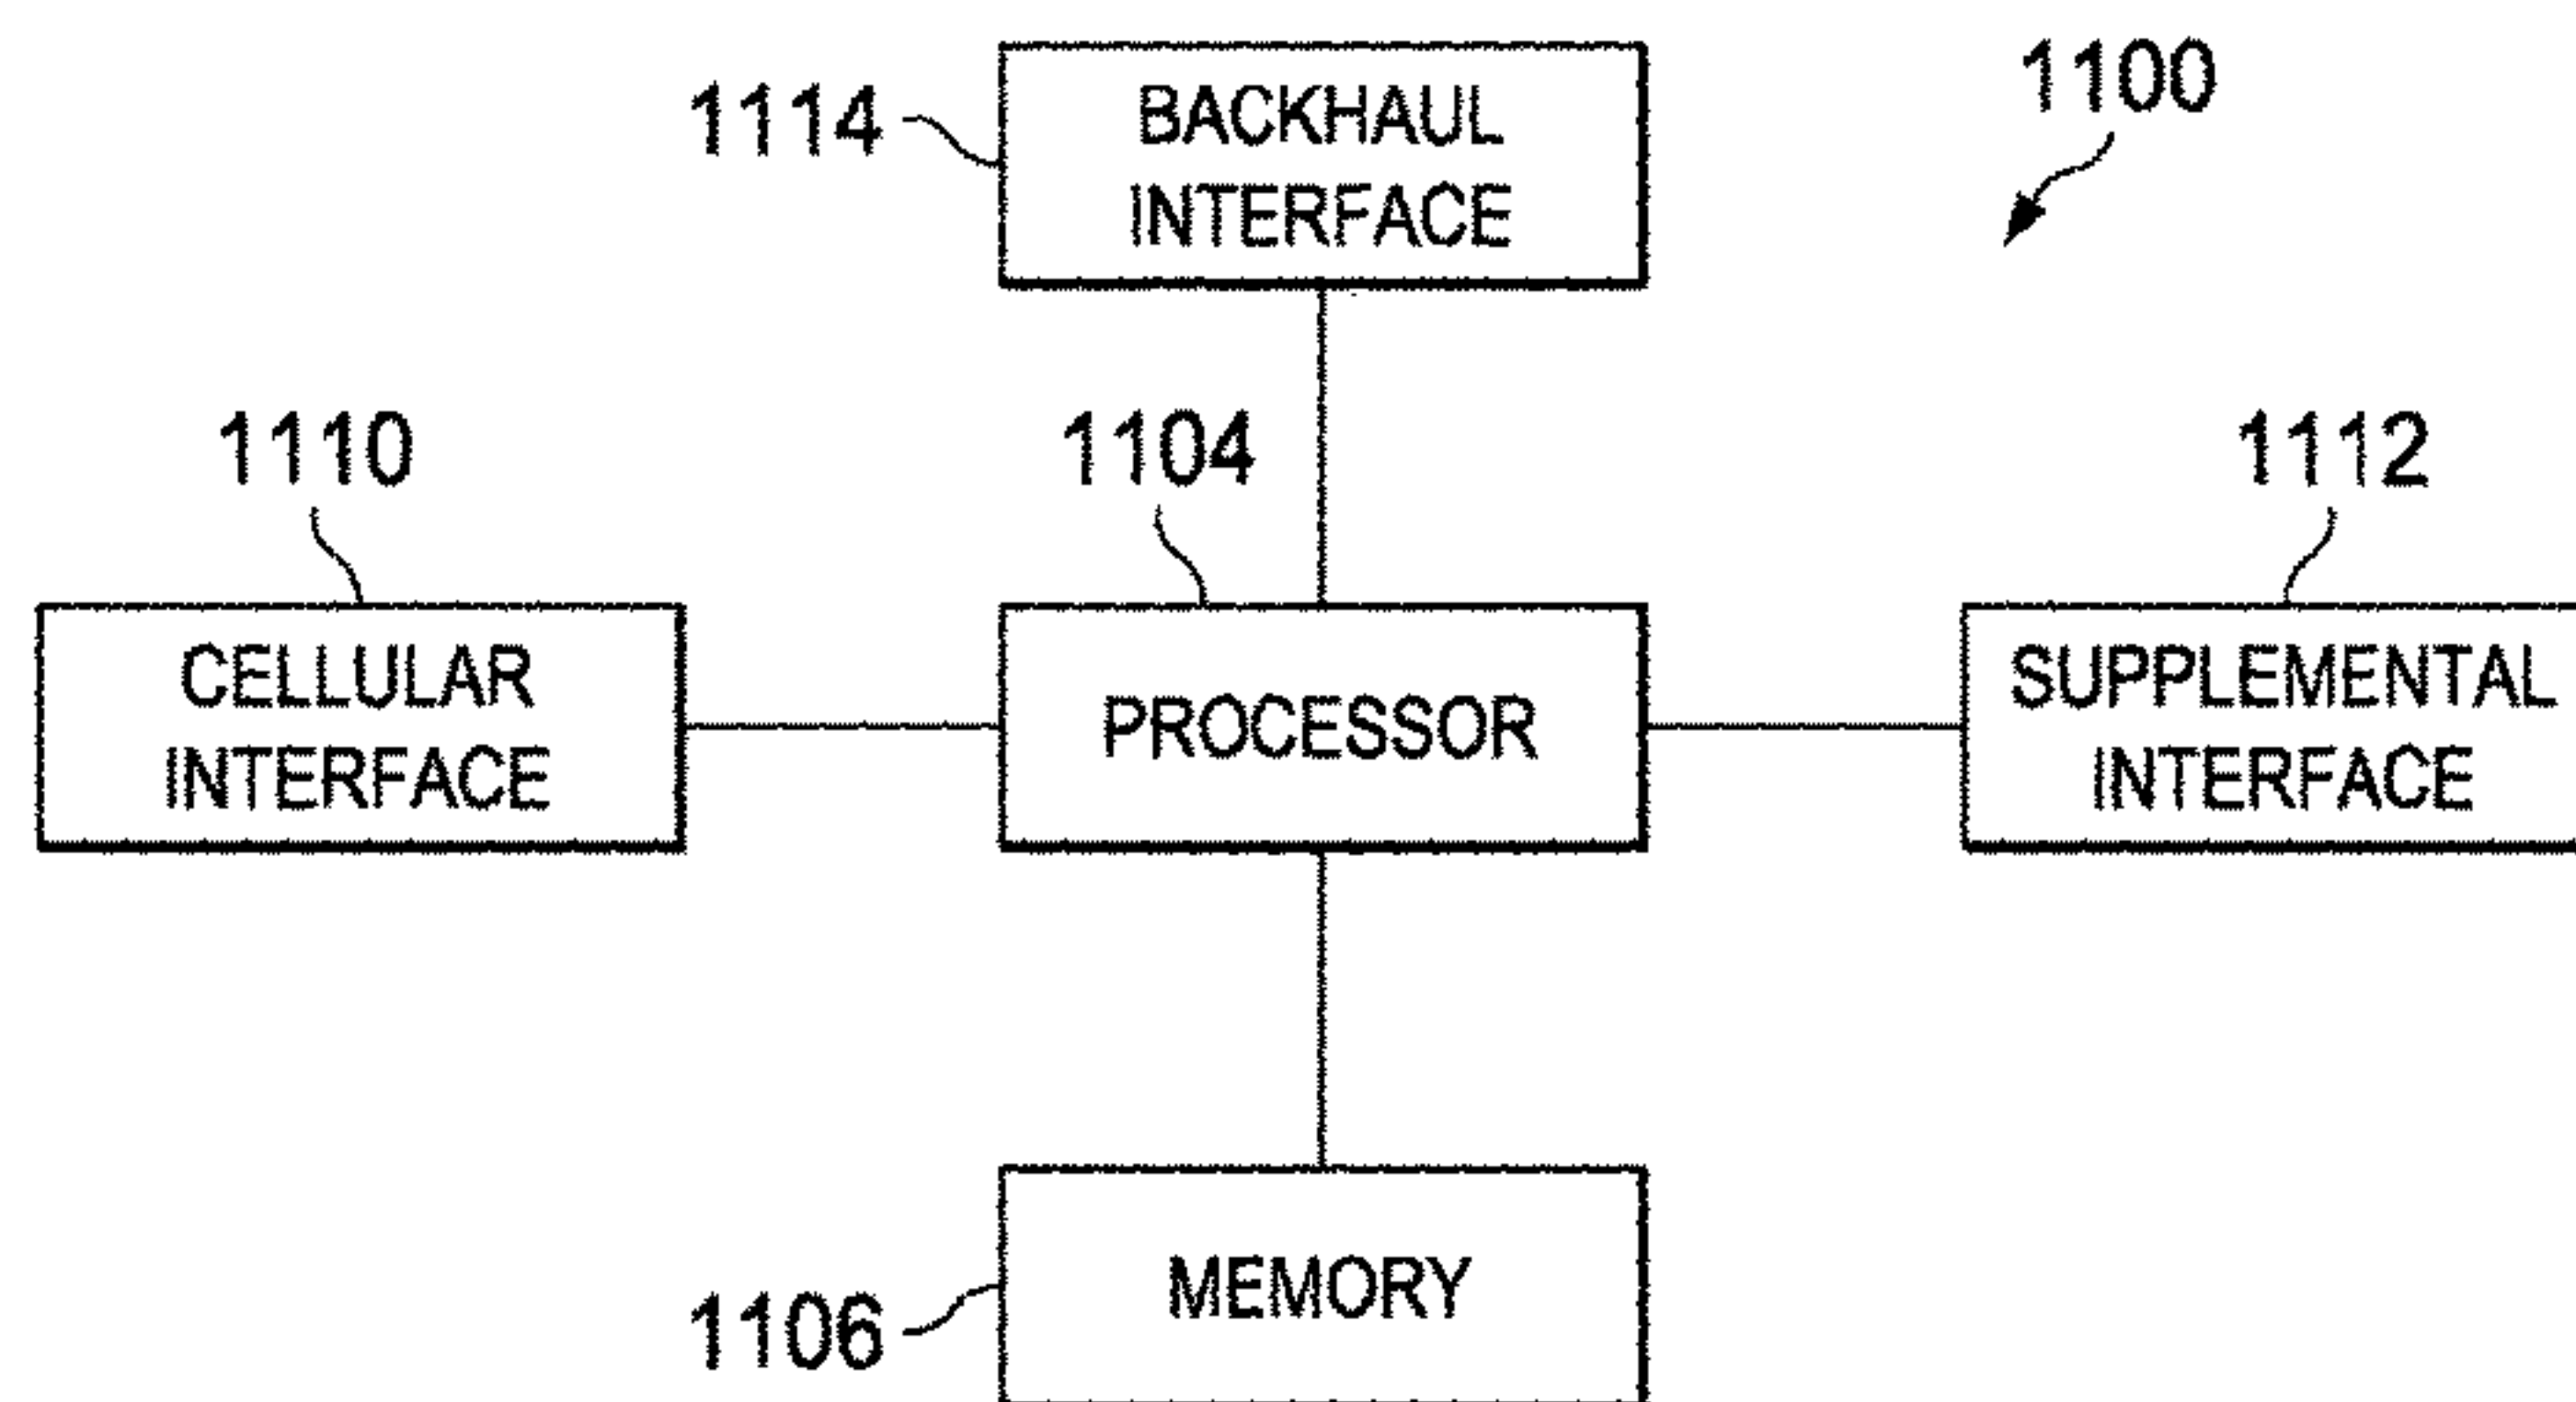 1100
1114
BACKHAUL
INTERFACE
1110
1104
1112
CELLULAR
INTERFACE
PROCESSOR
SUPPLEMENTAL
INTERFACE
MEMORY
1106